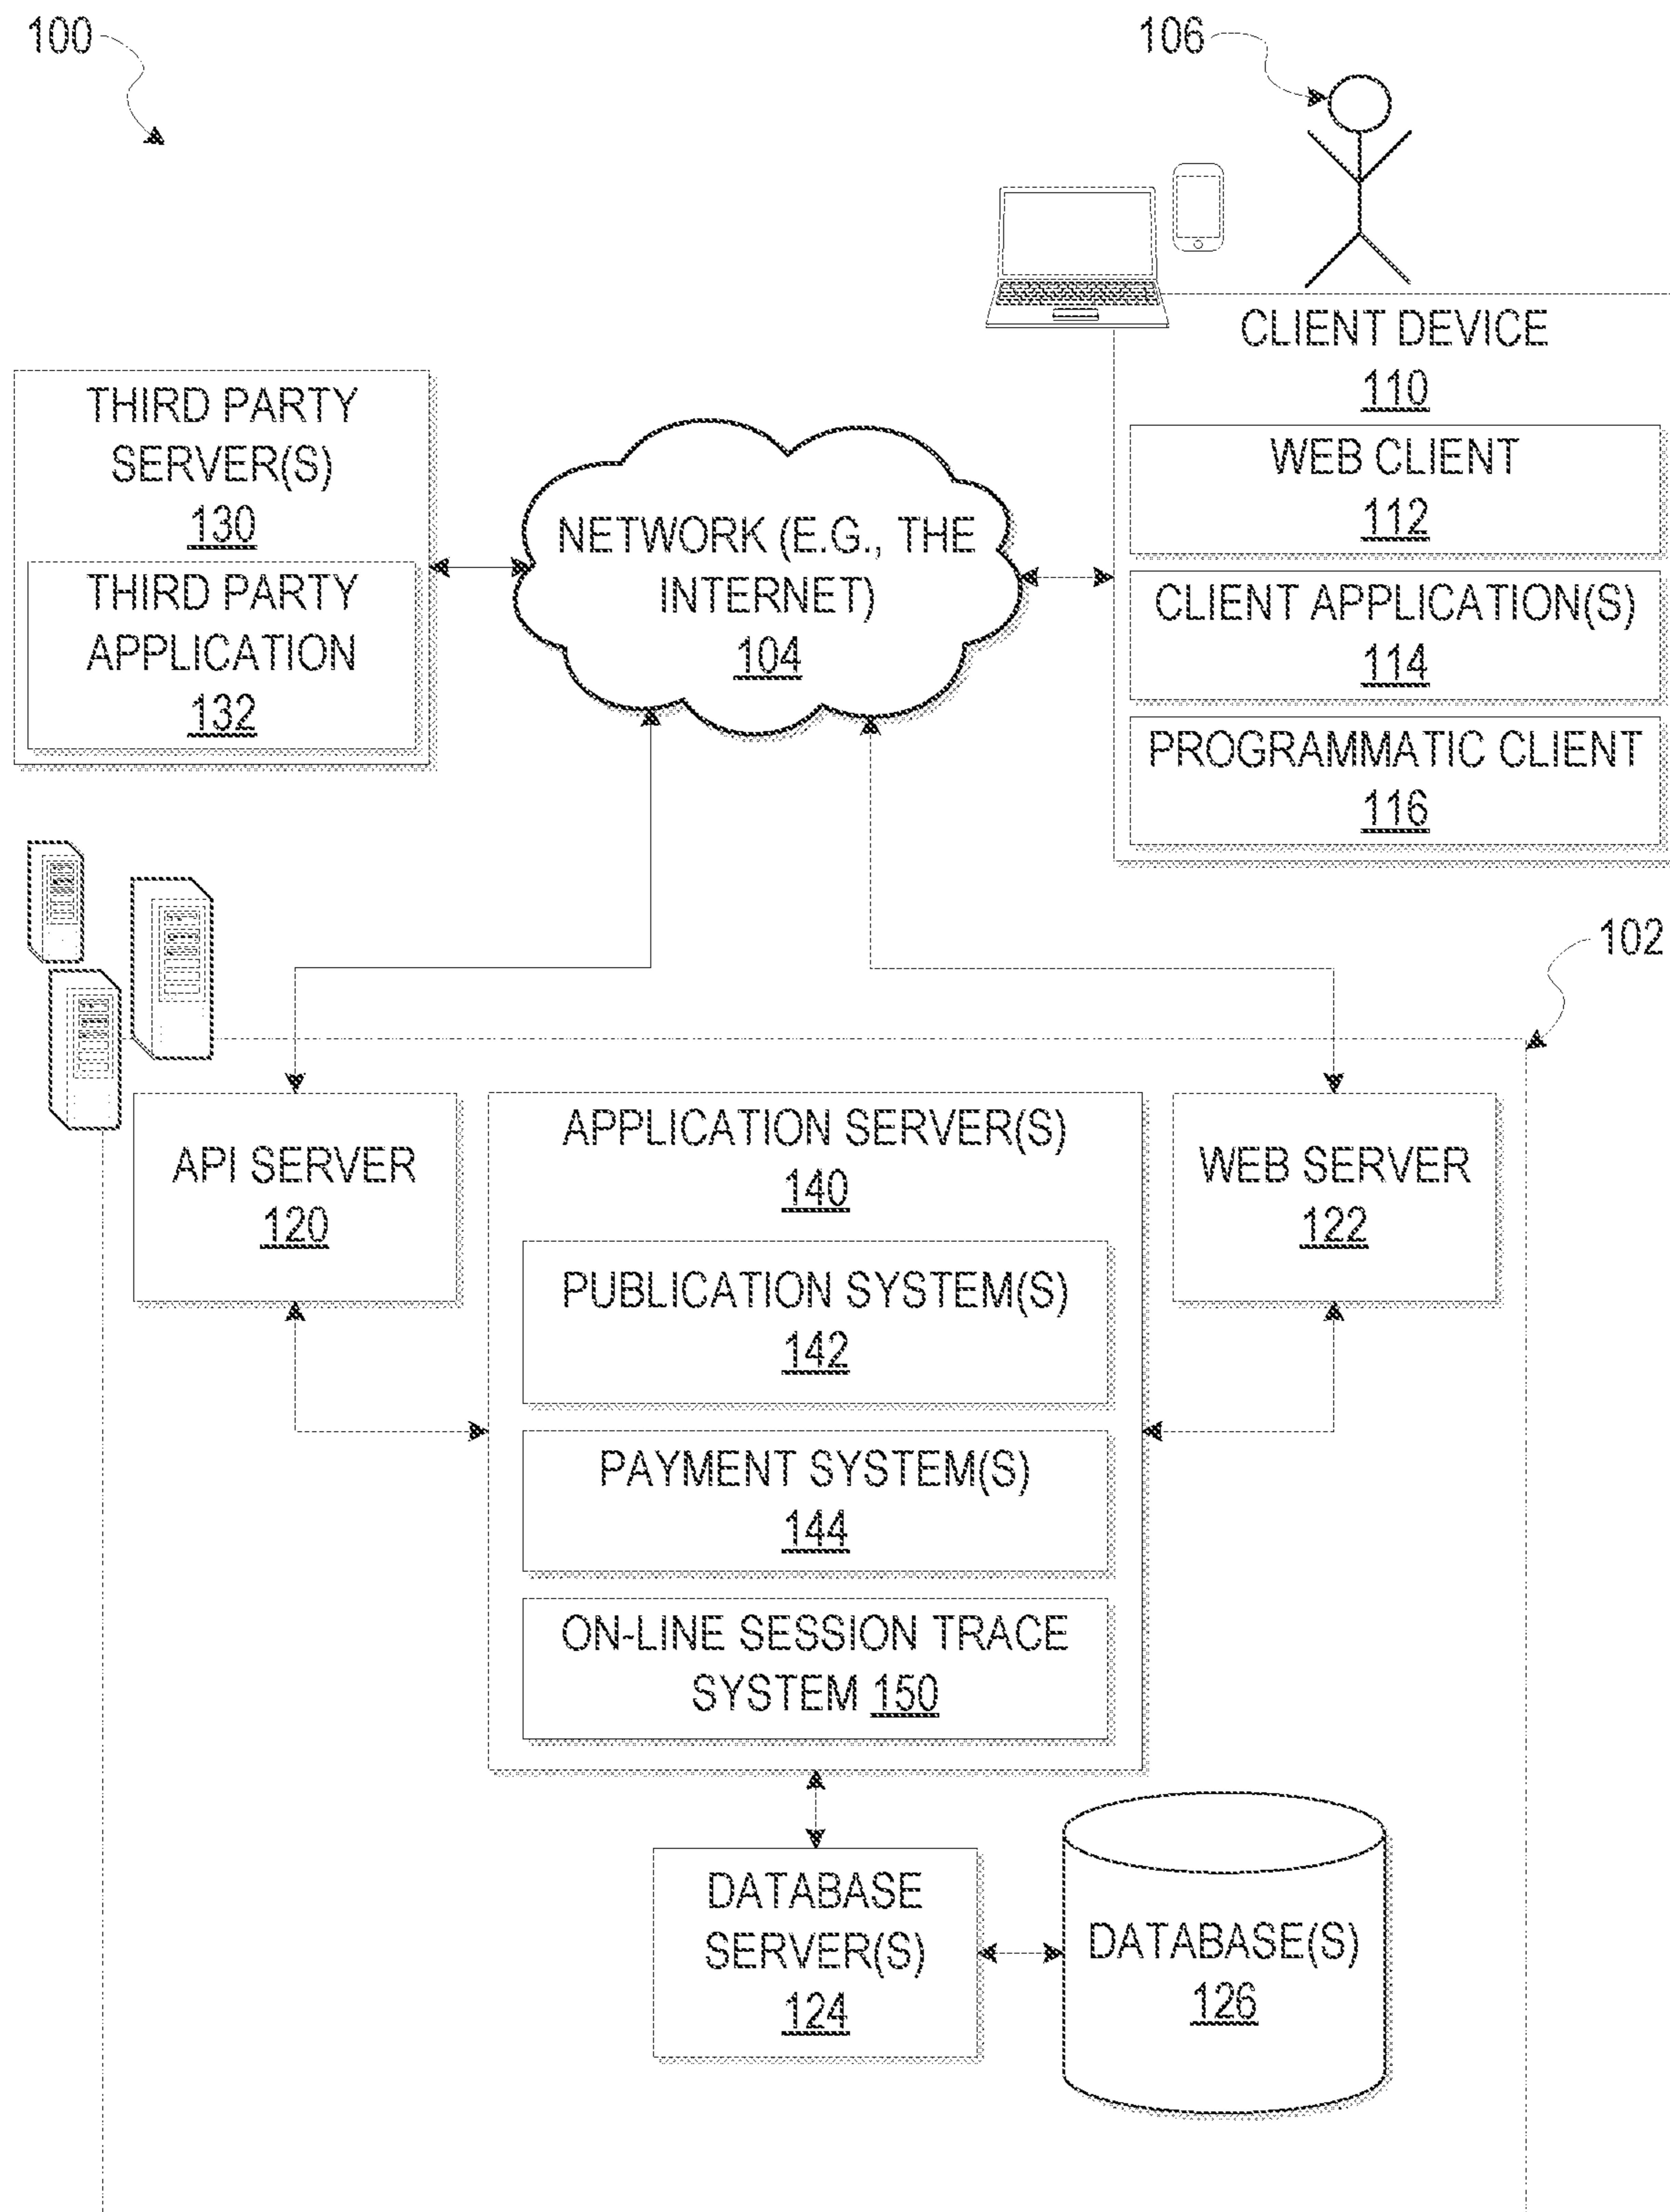 100
106
CLIENT DEVICE
110
WEB CLIENT
112
CLIENT APPLICATION(S)
114
PROGRAMMATIC CLIENT
116
THIRD PARTY
SERVER(S)
130
THIRD PARTY
APPLICATION
132
NETWORK (E.G., THE
INTERNET)
104
102
API SERVER
120
APPLICATION SERVER(S)
140
PUBLICATION SYSTEM(S)
142
PAYMENT SYSTEM(S)
144
ON-LINE SESSION TRACE
SYSTEM 150
WEB SERVER
122
DATABASE
SERVER(S)
124
DATABASE(S)
126